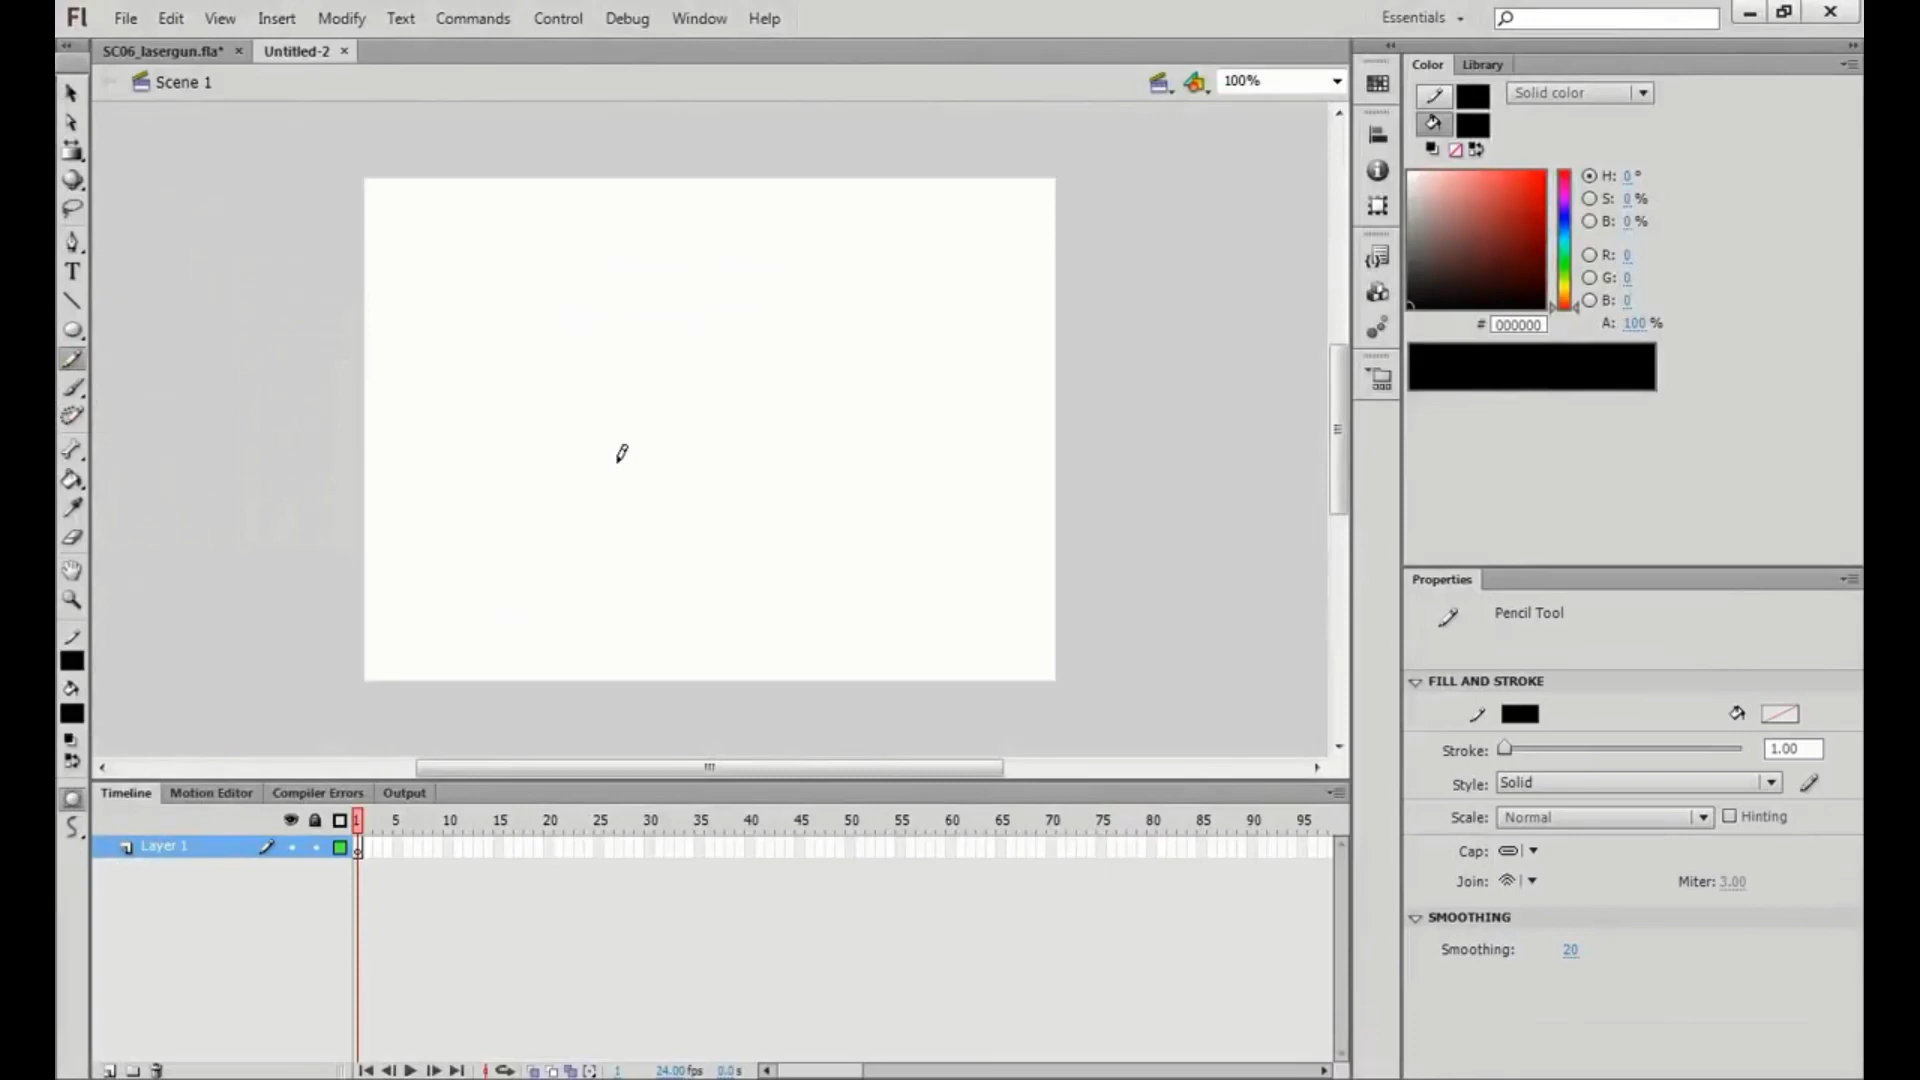 Fl File Edit View Insert Modify Text Commands Control Debug Window Help Essentials
SC06_lasergun.fla* × Untitled-2 ×
Scene 1 100%
Color Library
Solid color
H: 0 °
S: 0 %
B: 0 %
R: 0
G: 0
B: 0
# 000000 A: 100 %
T
Properties
Pencil Tool
FILL AND STROKE
Stroke: 1.00
Style: Solid
Scale: Normal Hinting
Cap:
Join: Miter: 3.00
SMOOTHING
Smoothing: 20
Timeline Motion Editor Compiler Errors Output
1 5 10 15 20 25 30 35 40 45 50 55 60 65 70 75 80 85 90 95
Layer 1
1 24.00 fps 0.0 s